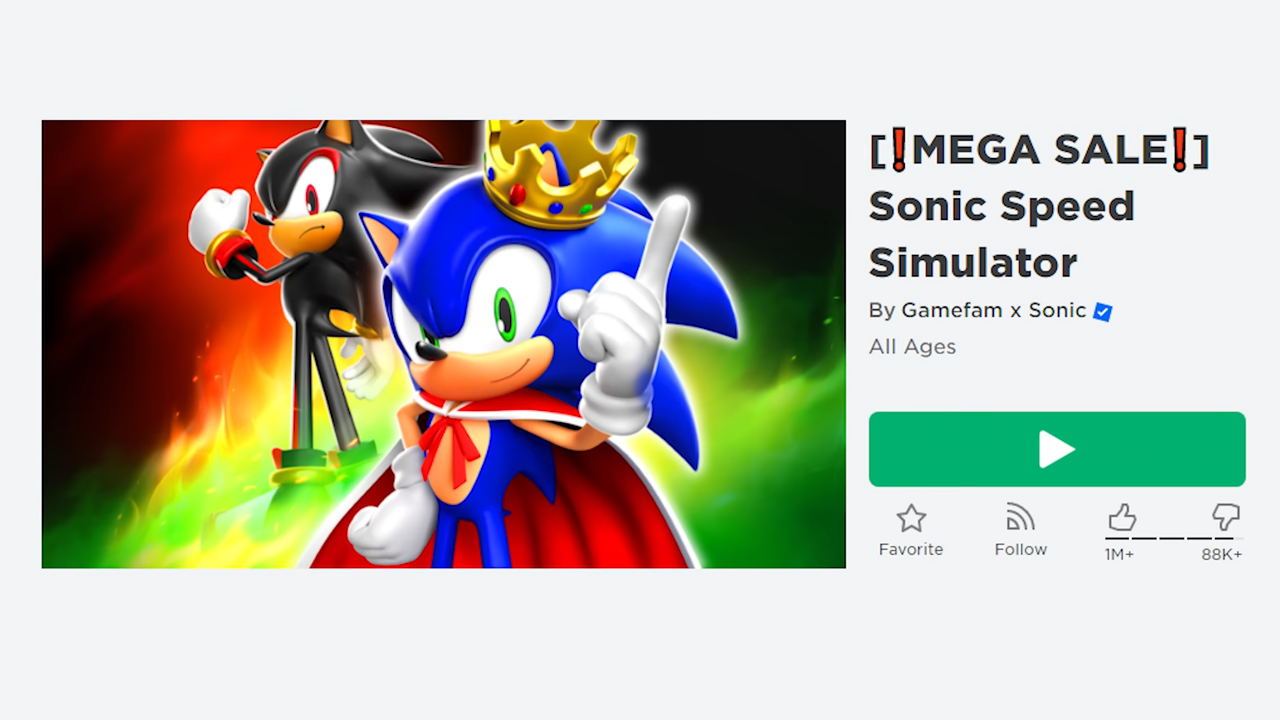 [❗MEGA SALE❗]
Sonic Speed
Simulator
By Gamefam x Sonic
All Ages
Favorite
Follow
1M+
88K+